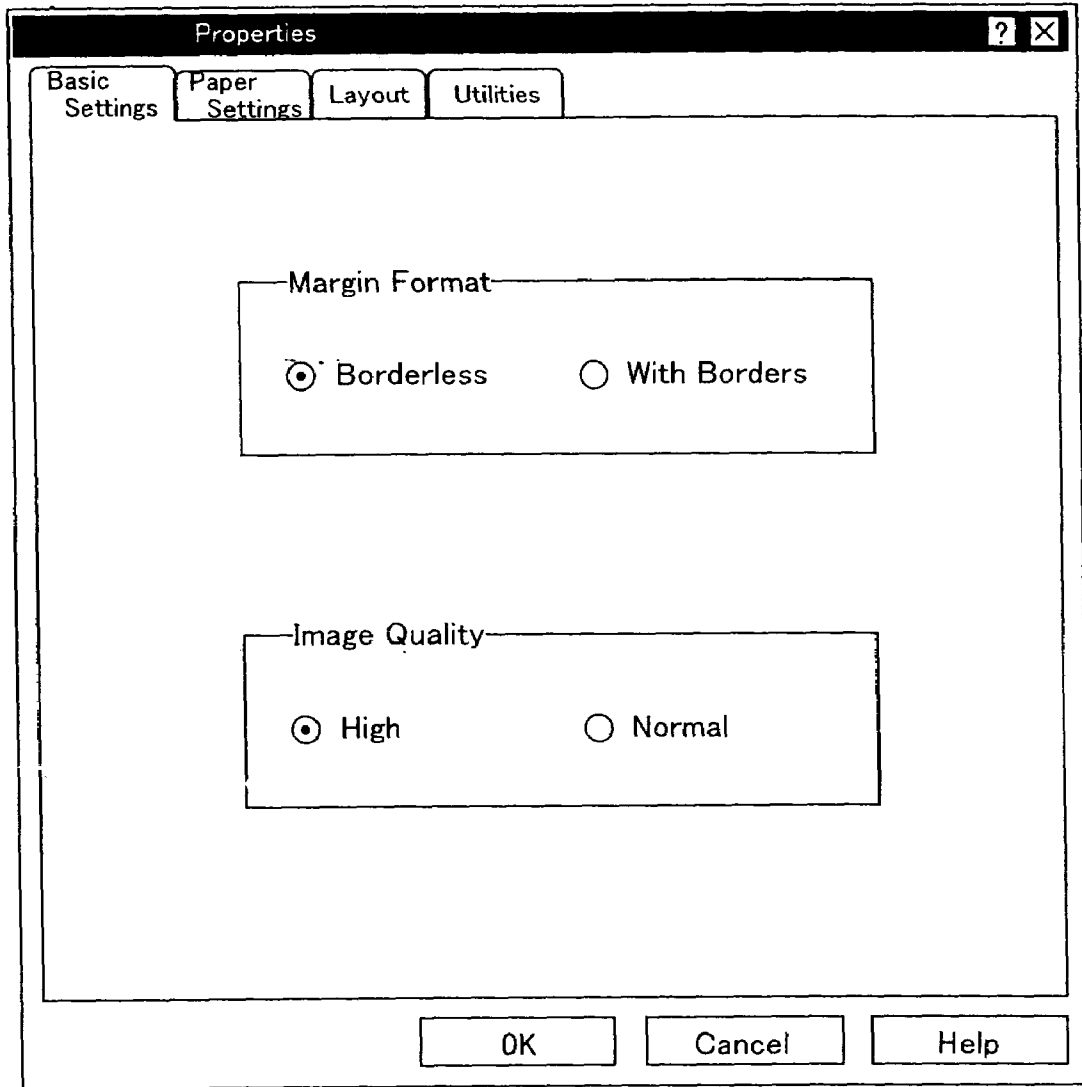 Properties
?
Basic
Settings
Paper
Settings
Layout
Utilities
Margin Format
Borderless
With Borders
Image Quality
High
Normal
OK
Cancel
Help